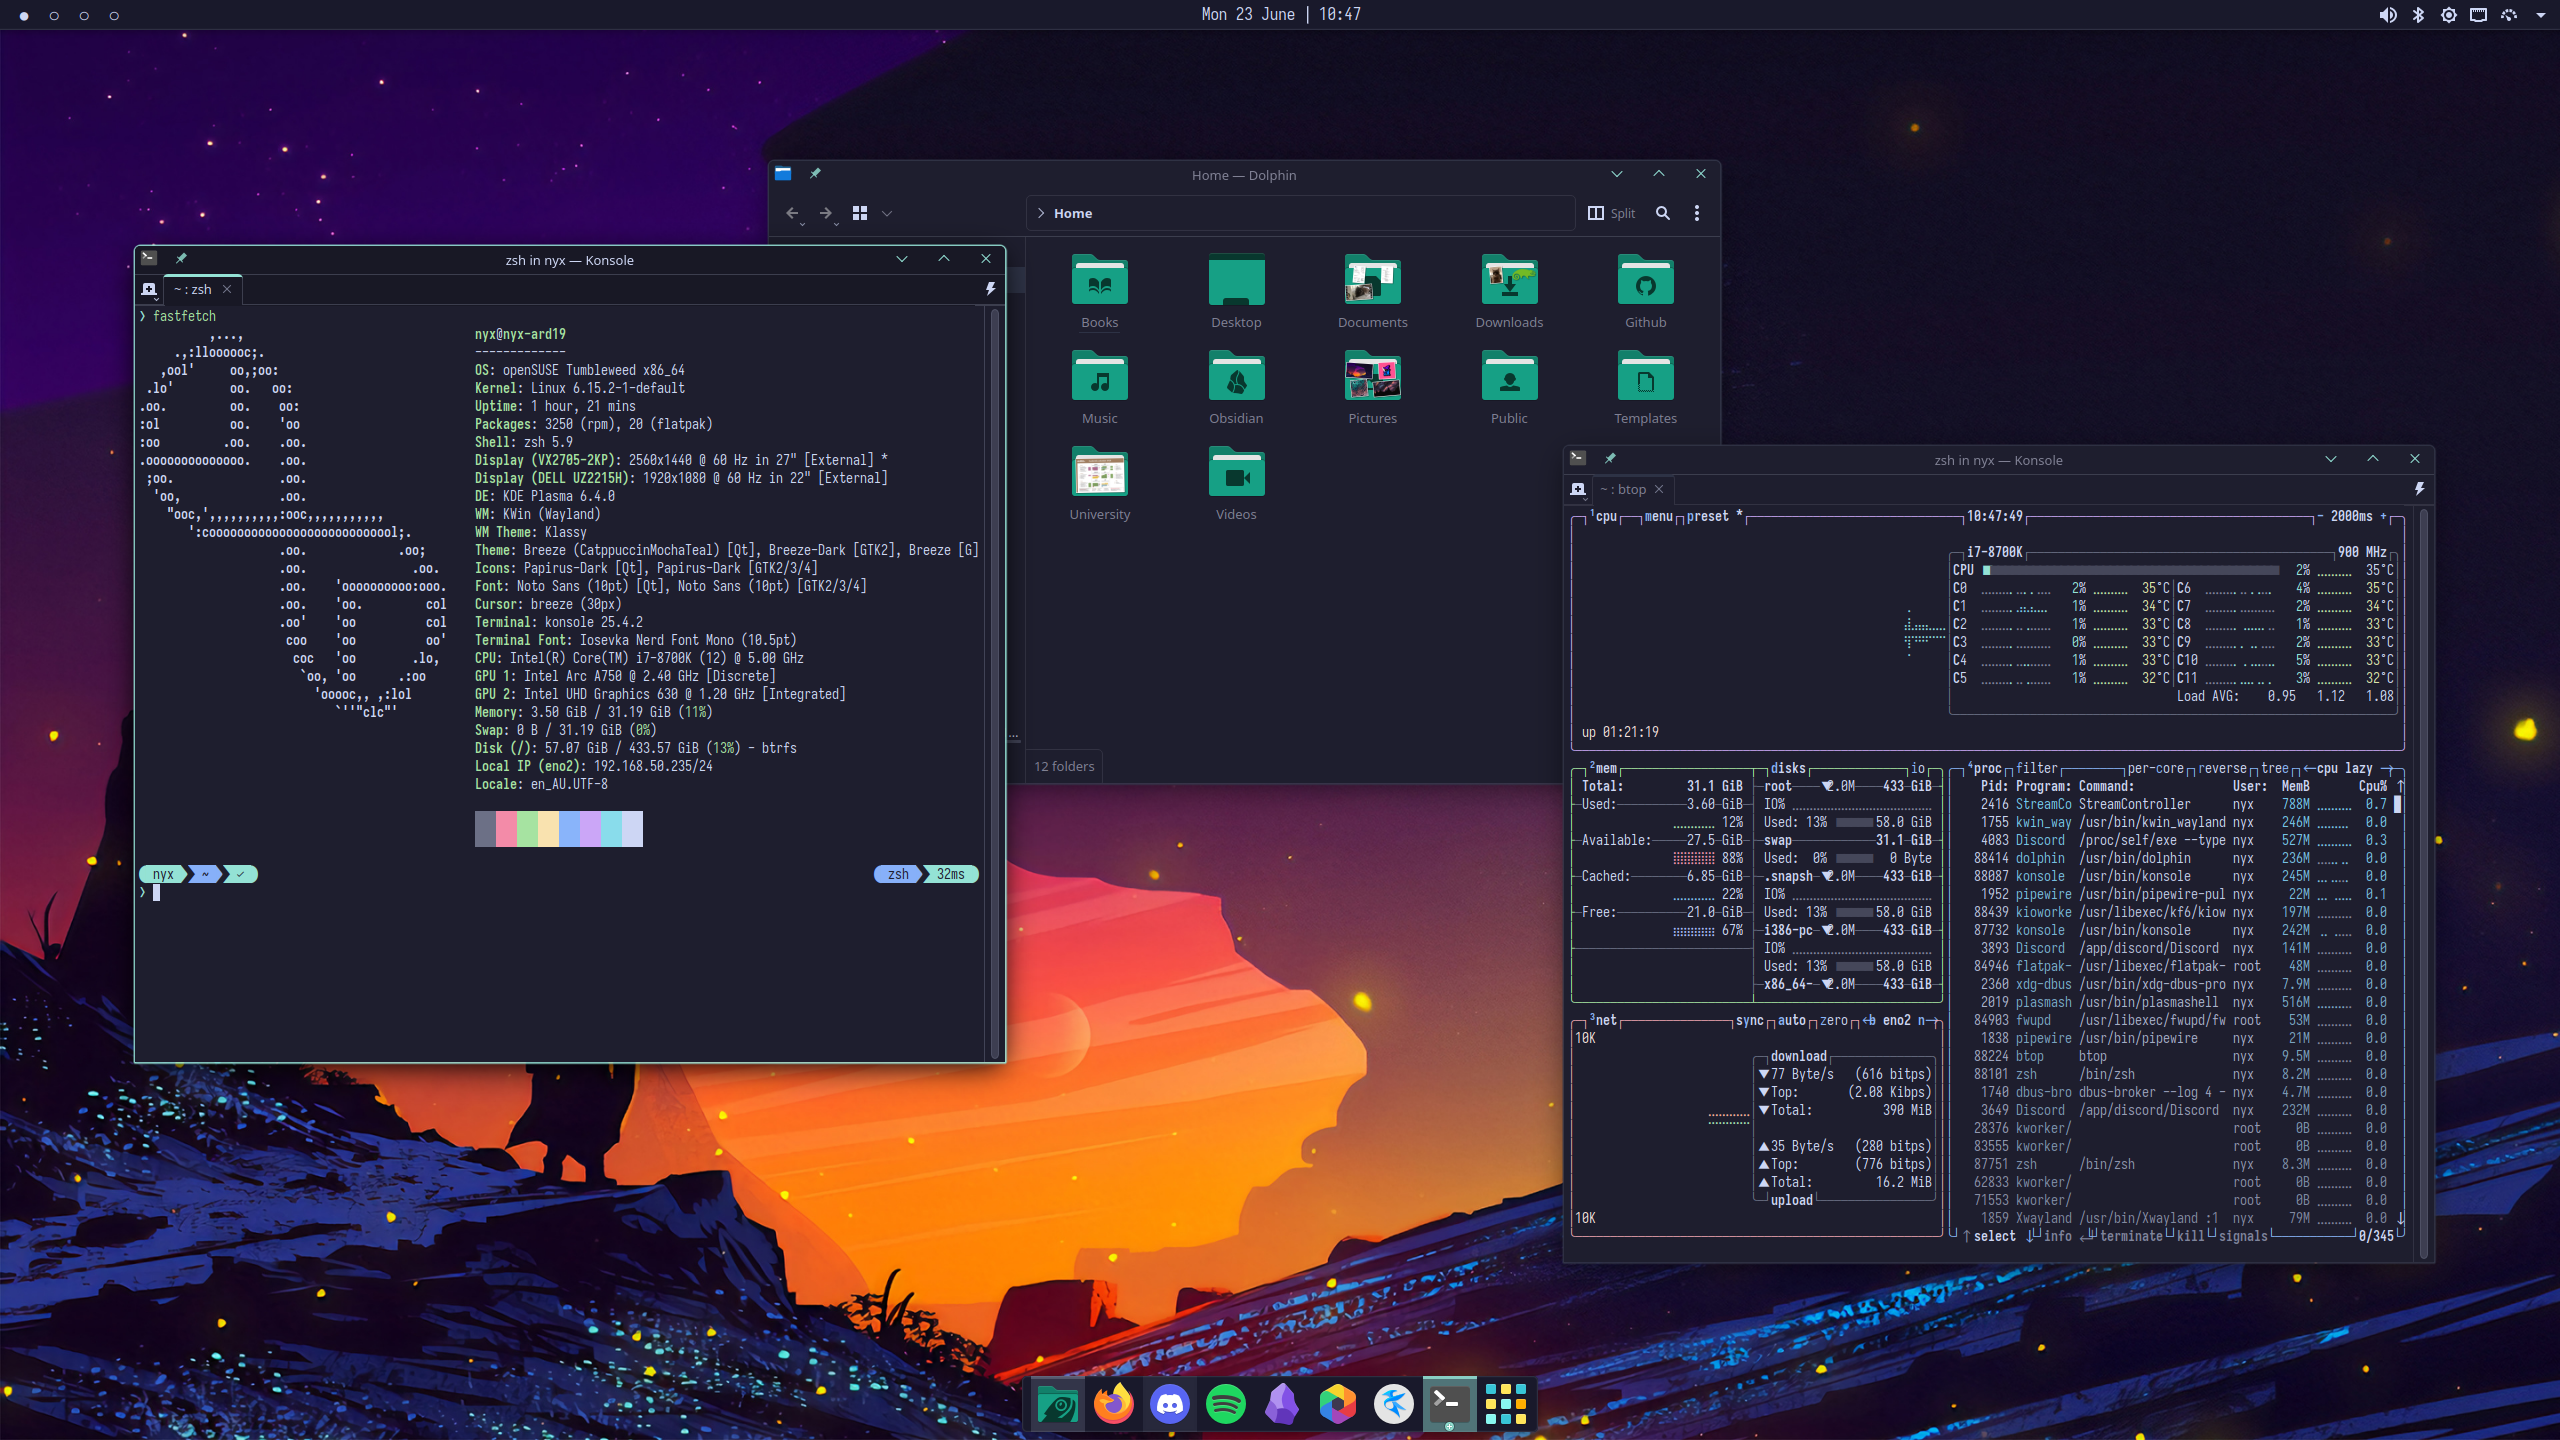 Mon 23 June | 10:47
Home — Dolphin
Home
Split
Books
Desktop
Documents
Downloads
Github
Music
Obsidian
Pictures
Public
Templates
University
Videos
12 folders
zsh in nyx — Konsole
~ : zsh
❯ fastfetch
nyx@nyx-ard19
-------------
OS: openSUSE Tumbleweed x86_64
Kernel: Linux 6.15.2-1-default
Uptime: 1 hour, 21 mins
Packages: 3250 (rpm), 20 (flatpak)
Shell: zsh 5.9
Display (VX2705-2KP): 2560x1440 @ 60 Hz in 27" [External] *
Display (DELL UZ2215H): 1920x1080 @ 60 Hz in 22" [External]
DE: KDE Plasma 6.4.0
WM: KWin (Wayland)
WM Theme: Klassy
Theme: Breeze (CatppuccinMochaTeal) [Qt], Breeze-Dark [GTK2], Breeze [G]
Icons: Papirus-Dark [Qt], Papirus-Dark [GTK2/3/4]
Font: Noto Sans (10pt) [Qt], Noto Sans (10pt) [GTK2/3/4]
Cursor: breeze (30px)
Terminal: konsole 25.4.2
Terminal Font: Iosevka Nerd Font Mono (10.5pt)
CPU: Intel(R) Core(TM) i7-8700K (12) @ 5.00 GHz
GPU 1: Intel Arc A750 @ 2.40 GHz [Discrete]
GPU 2: Intel UHD Graphics 630 @ 1.20 GHz [Integrated]
Memory: 3.50 GiB / 31.19 GiB (11%)
Swap: 0 B / 31.19 GiB (0%)
Disk (/): 57.07 GiB / 433.57 GiB (13%) - btrfs
Local IP (eno2): 192.168.50.235/24
Locale: en_AU.UTF-8
nyx ~ ✓ zsh 32ms
❯
zsh in nyx — Konsole
~ : btop
¹cpu menu preset * 10:47:49 - 2000ms +
i7-8700K 900 MHz
CPU 2% 35°C
C0 2% 35°C C6 4% 35°C
C1 1% 34°C C7 2% 34°C
C2 1% 33°C C8 1% 33°C
C3 0% 33°C C9 2% 33°C
C4 1% 33°C C10 5% 33°C
C5 1% 32°C C11 3% 32°C
Load AVG: 0.95 1.12 1.08
up 01:21:19
²mem
Total: 31.1 GiB
Used: 3.60 GiB
12%
Available: 27.5 GiB
88%
Cached: 6.85 GiB
22%
Free: 21.0 GiB
67%
disks io
root ▼2.0M 433 GiB
IO%
Used: 13% 58.0 GiB
swap 31.1 GiB
Used: 0% 0 Byte
.snapsh ▼2.0M 433 GiB
IO%
Used: 13% 58.0 GiB
i386-pc ▼2.0M 433 GiB
IO%
Used: 13% 58.0 GiB
x86_64- ▼2.0M 433 GiB
³net sync auto zero <b eno2 n>
10K
download
▼77 Byte/s (616 bitps)
▼Top: (2.08 Kibps)
▼Total: 390 MiB
▲35 Byte/s (280 bitps)
▲Top: (776 bitps)
▲Total: 16.2 MiB
upload
10K
⁴proc filter per-core reverse tree ← cpu lazy →
Pid: Program: Command: User: MemB Cpu% ↑
2416 StreamCo StreamController nyx 788M 0.7
1755 kwin_way /usr/bin/kwin_wayland nyx 246M 0.0
4083 Discord /proc/self/exe --type nyx 527M 0.3
88414 dolphin /usr/bin/dolphin nyx 236M 0.0
88087 konsole /usr/bin/konsole nyx 245M 0.0
1952 pipewire /usr/bin/pipewire-pul nyx 22M 0.1
88439 kioworke /usr/libexec/kf6/kiow nyx 197M 0.0
87732 konsole /usr/bin/konsole nyx 242M 0.0
3893 Discord /app/discord/Discord nyx 141M 0.0
84946 flatpak- /usr/libexec/flatpak- root 48M 0.0
2360 xdg-dbus /usr/bin/xdg-dbus-pro nyx 7.9M 0.0
2019 plasmash /usr/bin/plasmashell nyx 516M 0.0
84903 fwupd /usr/libexec/fwupd/fw root 53M 0.0
1838 pipewire /usr/bin/pipewire nyx 21M 0.0
88224 btop btop nyx 9.5M 0.0
88101 zsh /bin/zsh nyx 8.2M 0.0
1740 dbus-bro dbus-broker --log 4 - nyx 4.7M 0.0
3649 Discord /app/discord/Discord nyx 232M 0.0
28376 kworker/ root 0B 0.0
83555 kworker/ root 0B 0.0
87751 zsh /bin/zsh nyx 8.3M 0.0
62833 kworker/ root 0B 0.0
71553 kworker/ root 0B 0.0
1859 Xwayland /usr/bin/Xwayland :1 nyx 79M 0.0 ↓
↑ select ↓ info ↵ terminate kill signals 0/345